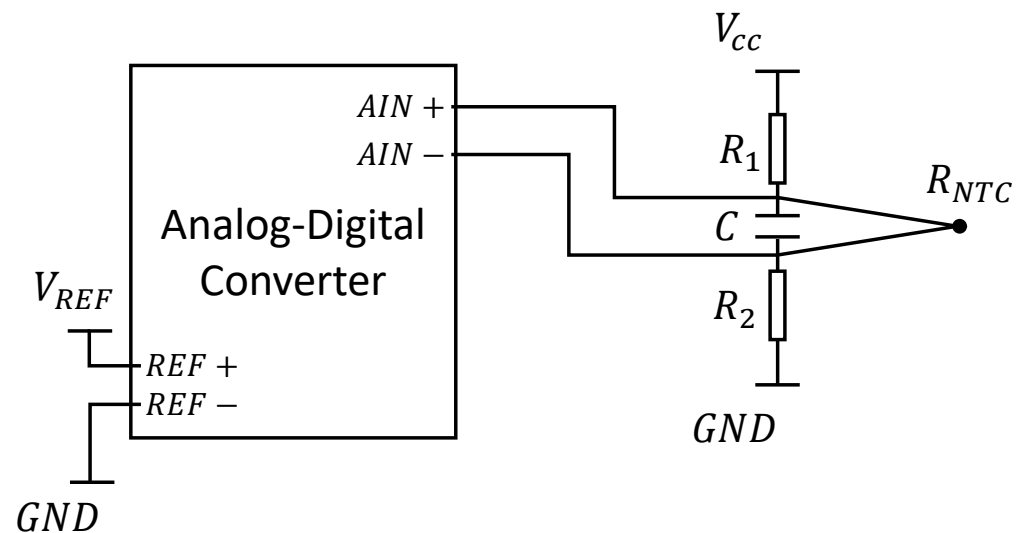 V_cc
AIN +
AIN −
R_1
R_NTC
C
Analog-Digital
Converter
V_REF
R_2
REF +
REF −
GND
GND